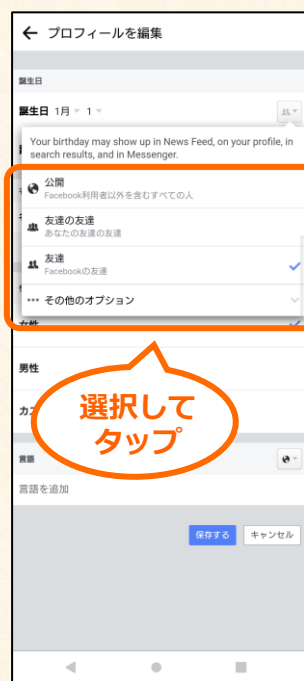 プロフィールを編集
誕生日
誕生日 1月 1
Your birthday may show up in News Feed, on your profile, in
search results, and in Messenger.
公開
Facebook利用者以外を含むすべての人
友達の友達
あなたの友達の友達
友達
Facebookの友達
その他のオプション
女性
男性
選択して
タップ
言語
言語を追加
保存する
キャンセル